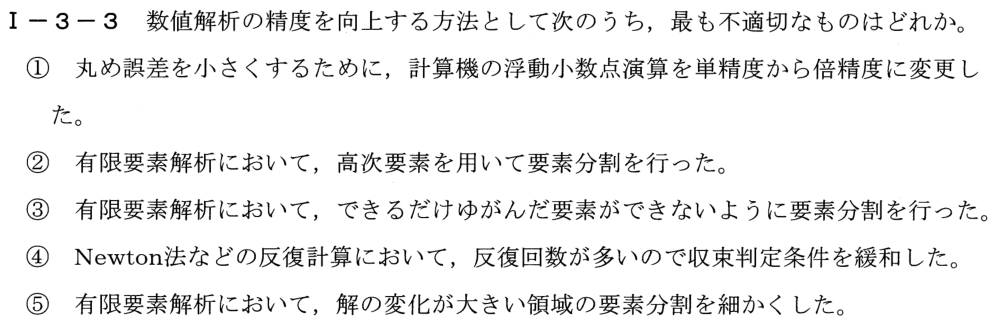 Ⅰ－３－３　数値解析の精度を向上する方法として次のうち，最も不適切なものはどれか。
①　丸め誤差を小さくするために，計算機の浮動小数点演算を単精度から倍精度に変更し
た。
②　有限要素解析において，高次要素を用いて要素分割を行った。
③　有限要素解析において，できるだけゆがんだ要素ができないように要素分割を行った。
④　Newton法などの反復計算において，反復回数が多いので収束判定条件を緩和した。
⑤　有限要素解析において，解の変化が大きい領域の要素分割を細かくした。